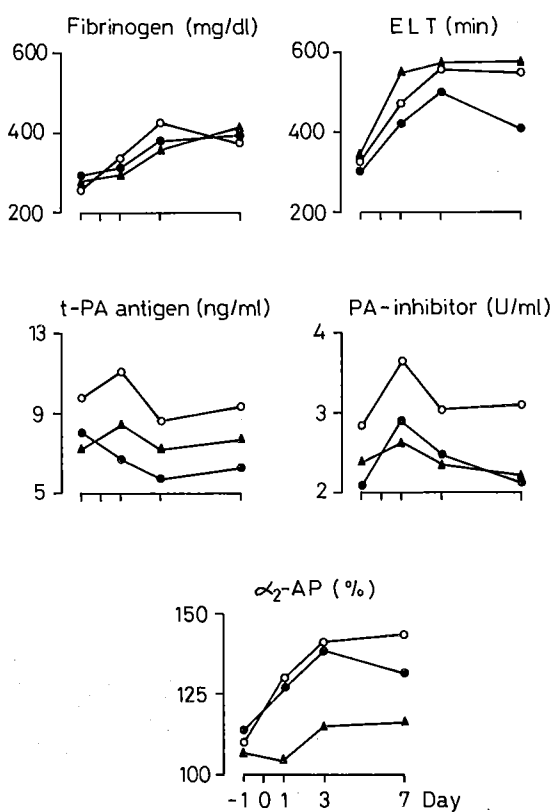 Fibrinogen (mg/dl)
600
400
200
ELT (min)
600
400
200
t-PA antigen (ng/ml)
13
9
5
PA-inhibitor (U/ml)
4
3
2
α₂-AP (%)
150
125
100
-1 0 1 3 7 Day